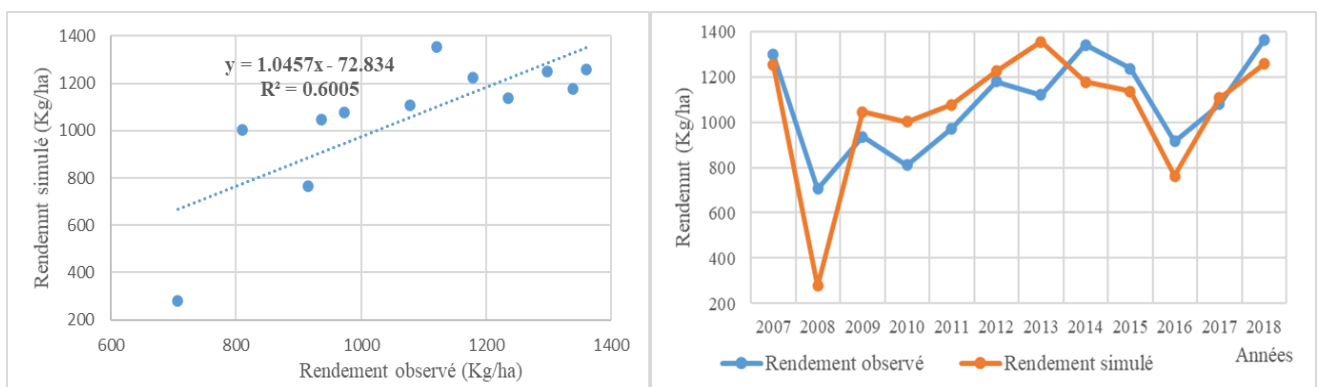 1400
1200
1000
800
600
400
200
Rendemnt simulé (Kg/ha)
y = 1.0457x - 72.834
R² = 0.6005
600 800 1000 1200 1400
Rendement observé (Kg/ha)
1400
1200
1000
800
600
400
200
Rendemnt (Kg/ha)
2007 2008 2009 2010 2011 2012 2013 2014 2015 2016 2017 2018
Années
Rendement observé Rendement simulé